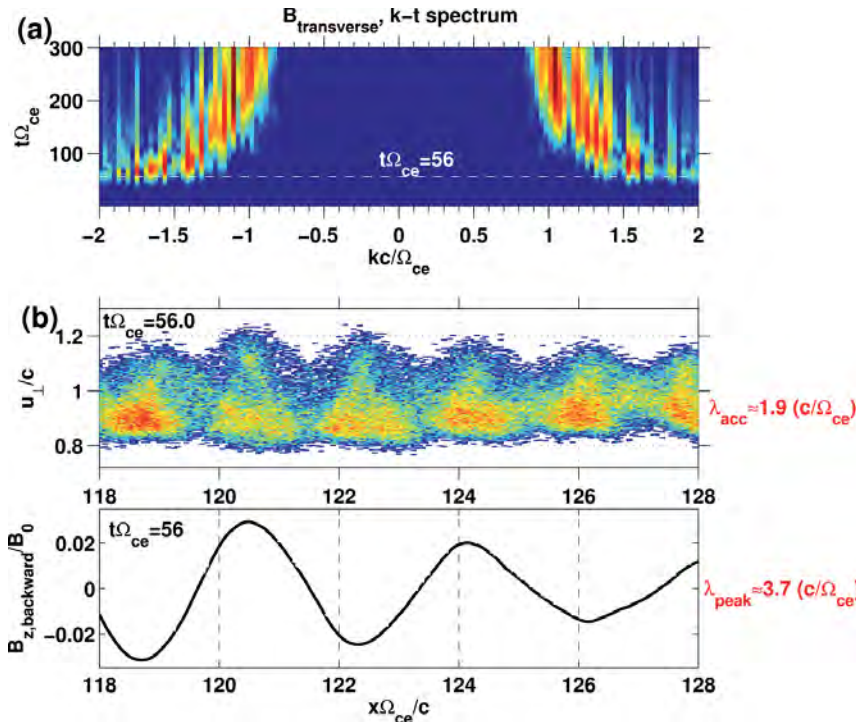 (a)
B_transverse, k-t spectrum
300
200
100
tΩ_ce
tΩ_ce=56
-2 -1.5 -1 -0.5 0 0.5 1 1.5 2
kc/Ω_ce
(b)
tΩ_ce=56.0
1.2
1
0.8
u_⊥/c
118 120 122 124 126 128
λ_acc≈1.9 (c/Ω_ce)
tΩ_ce=56
0.02
0
-0.02
B_z,backward/B_0
118 120 122 124 126 128
xΩ_ce/c
λ_peak≈3.7 (c/Ω_ce)